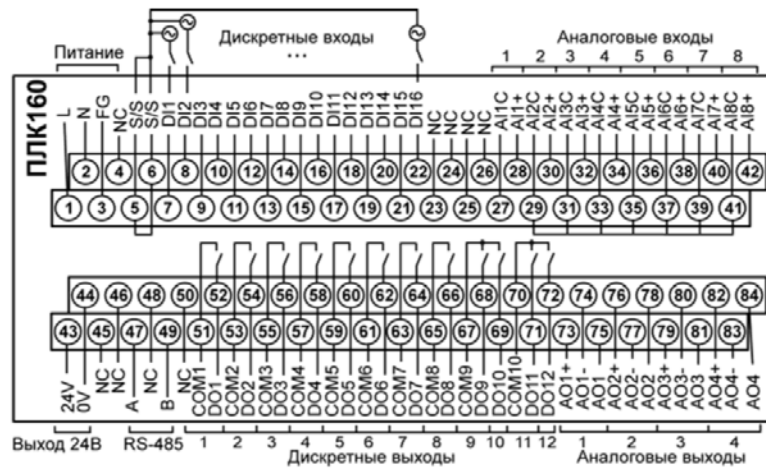 Питание
Дискретные входы
...
Аналоговые входы
1 2 3 4 5 6 7 8
ПЛК160
L N FG NC S/S S/S DI1 DI2 DI3 DI4 DI5 DI6 DI7 DI8 DI9 DI10 DI11 DI12 DI13 DI14 DI15 DI16 NC NC NC NC AI1C AI1+ AI2C AI2+ AI3C AI3+ AI4C AI4+ AI5C AI5+ AI6C AI6+ AI7C AI7+ AI8C AI8+
2 4 6 8 10 12 14 16 18 20 22 24 26 28 30 32 34 36 38 40 42
1 3 5 7 9 11 13 15 17 19 21 23 25 27 29 31 33 35 37 39 41
44 46 48 50 52 54 56 58 60 62 64 66 68 70 72 74 76 78 80 82 84
43 45 47 49 51 53 55 57 59 61 63 65 67 69 71 73 75 77 79 81 83
24V 0V NC NC A NC B NC COM1 DO1 COM2 DO2 COM3 DO3 COM4 DO4 COM5 DO5 COM6 DO6 COM7 DO7 COM8 DO8 COM9 DO9 DO10 COM10 DO11 DO12 AO1+ AO1- AO1 AO2+ AO2- AO2 AO3+ AO3- AO3 AO4+ AO4- AO4
Выход 24В
RS-485
1 2 3 4 5 6 7 8 9 10 11 12
Дискретные выходы
1 2 3 4
Аналоговые выходы